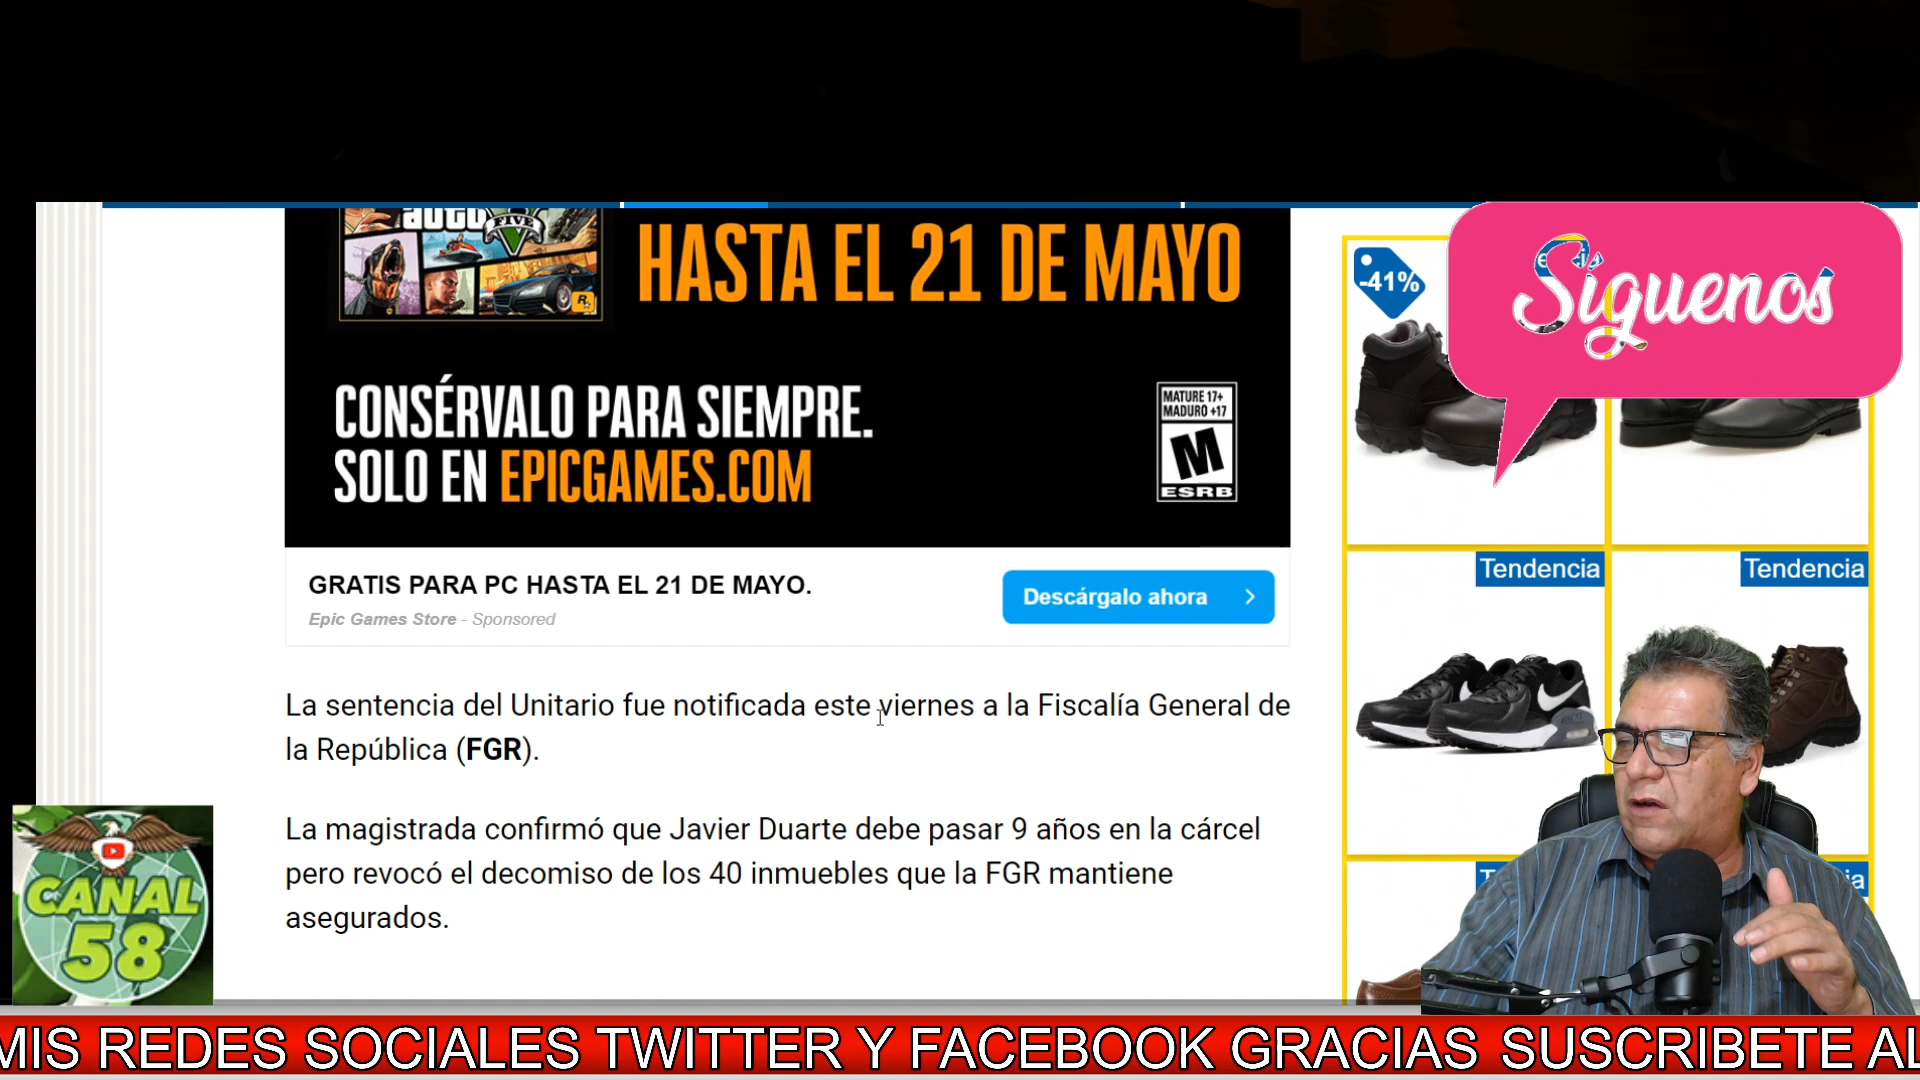 auto
FIVE
R
HASTA EL 21 DE MAYO
CONSÉRVALO PARA SIEMPRE.
SOLO EN EPICGAMES.COM
MATURE 17+
MADURO +17
M
ESRB
GRATIS PARA PC HASTA EL 21 DE MAYO.
Epic Games Store - Sponsored
Descárgalo ahora
-41%
Síguenos
Tendencia
Tendencia
La sentencia del Unitario fue notificada este viernes a la Fiscalía General de
la República (FGR).
La magistrada confirmó que Javier Duarte debe pasar 9 años en la cárcel
pero revocó el decomiso de los 40 inmuebles que la FGR mantiene
asegurados.
CANAL
58
MIS REDES SOCIALES TWITTER Y FACEBOOK GRACIAS SUSCRIBETE AL